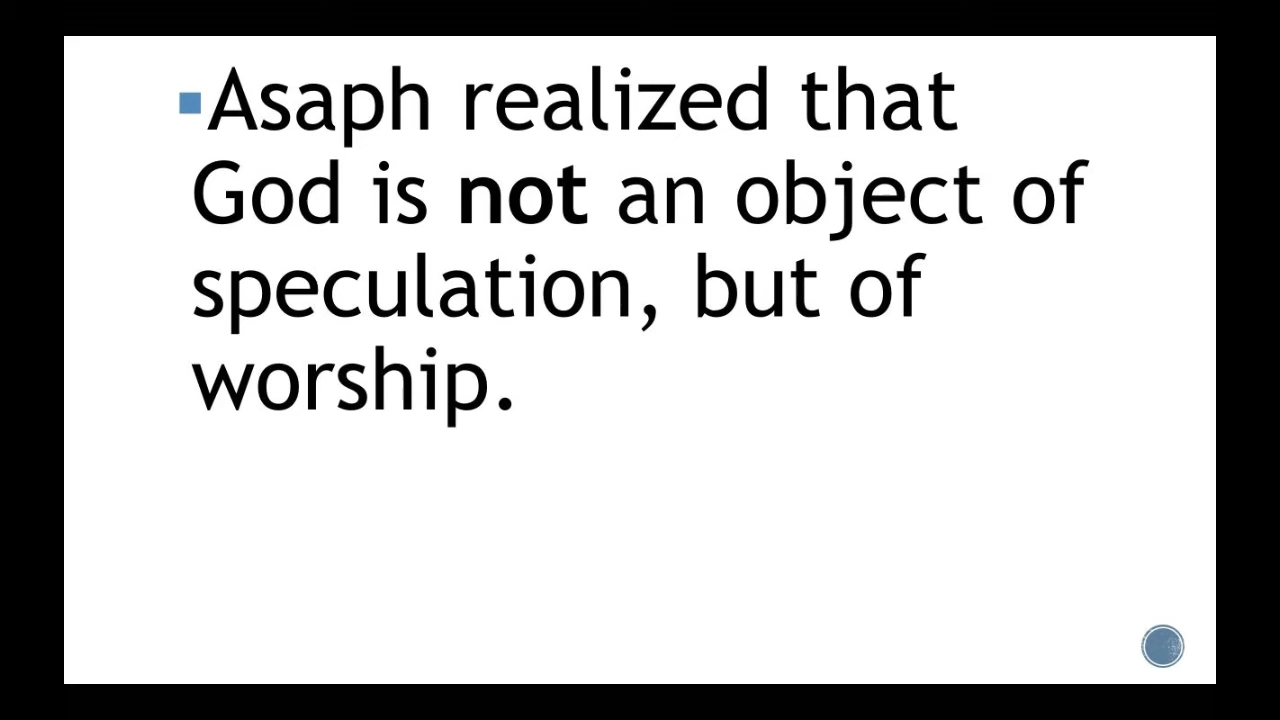 ▪Asaph realized that
God is not an object of
speculation, but of
worship.